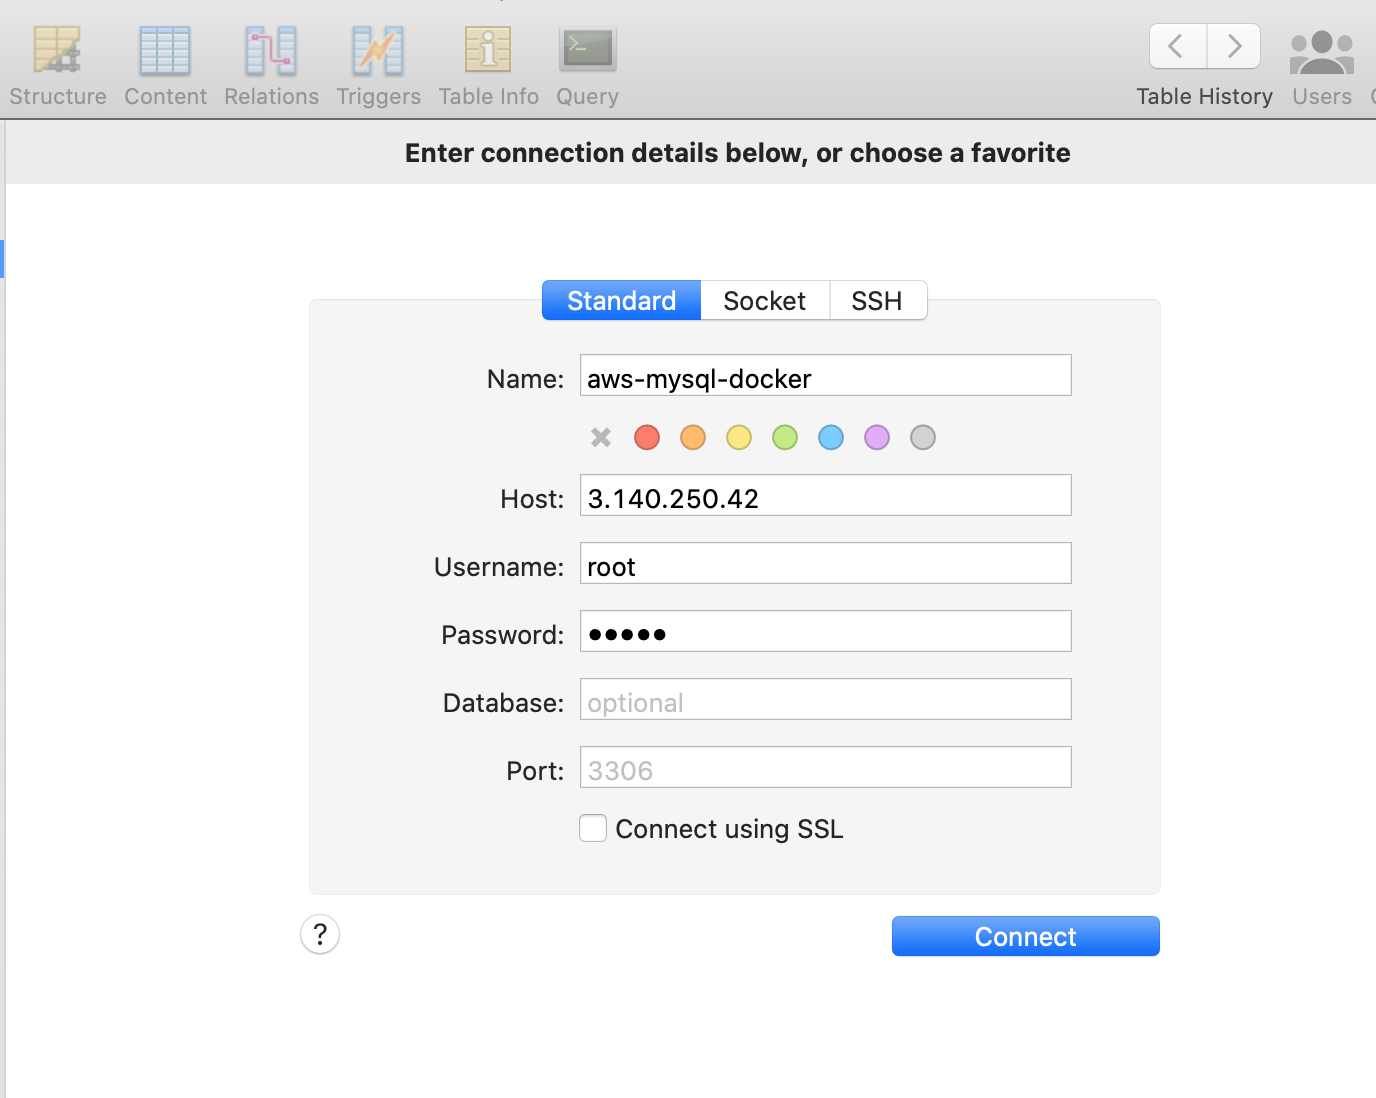 Structure Content Relations Triggers Table Info Query Table History Users
Enter connection details below, or choose a favorite
Standard Socket SSH
Name: aws-mysql-docker
Host: 3.140.250.42
Username: root
Password: •••••
Database: optional
Port: 3306
Connect using SSL
? Connect